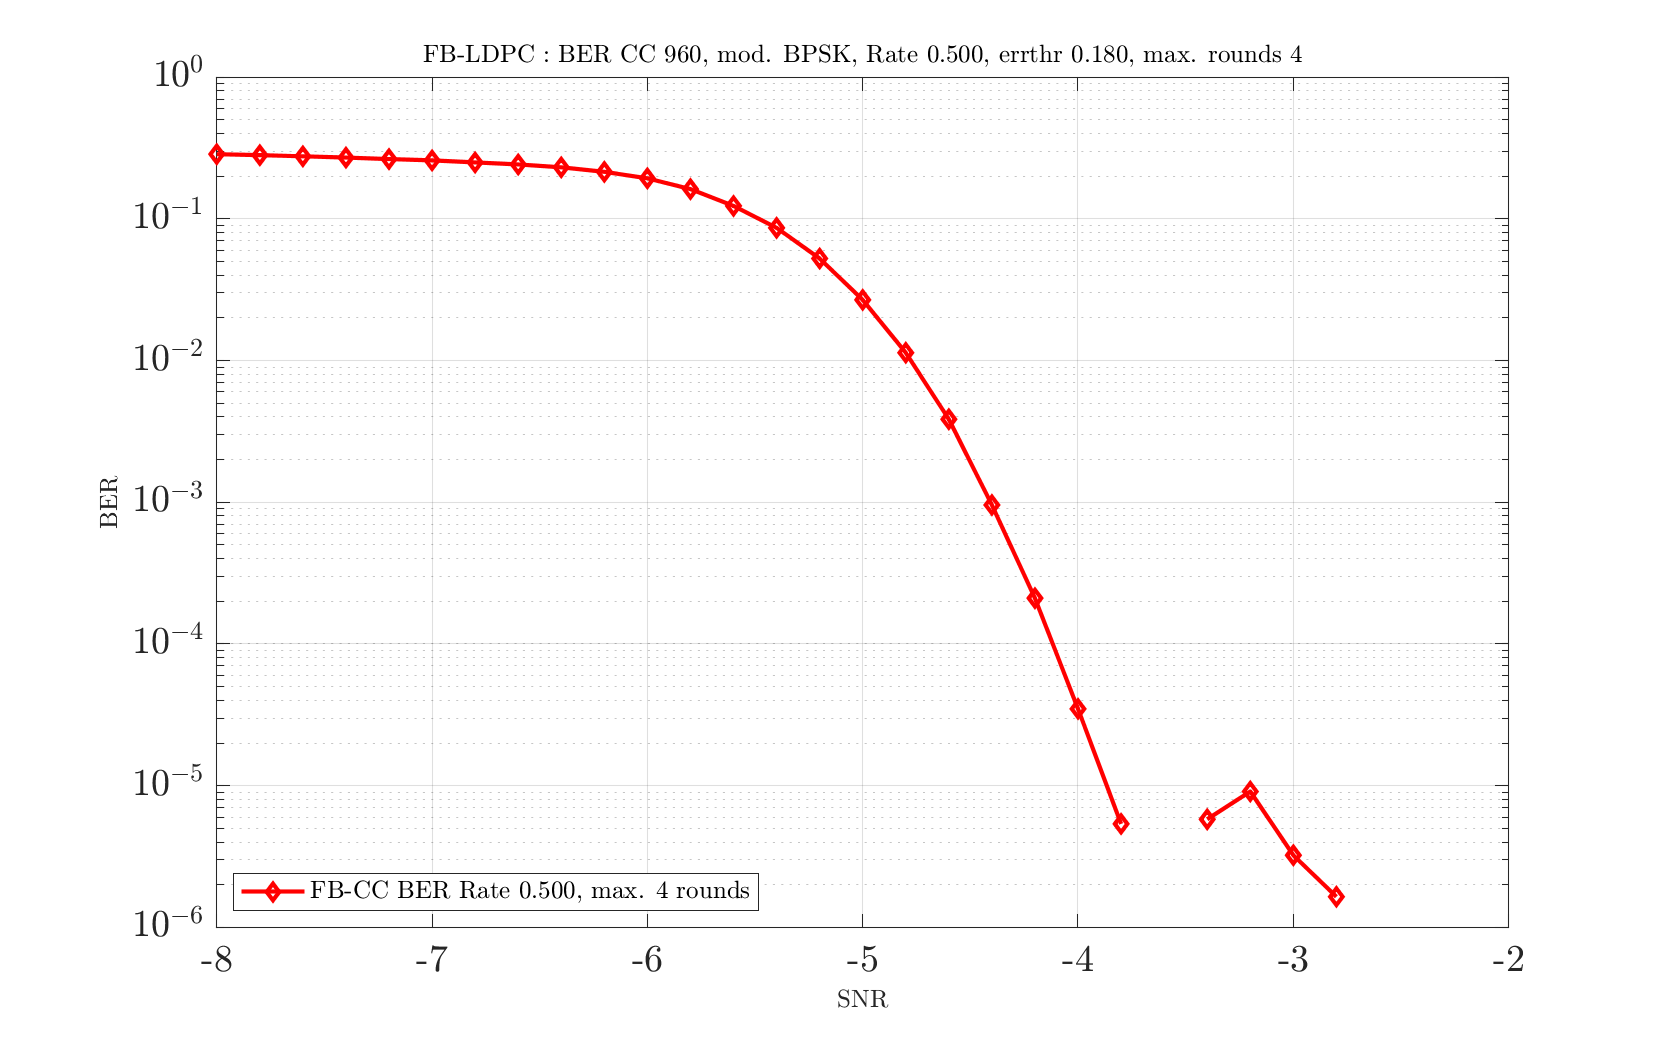 FB-LDPC : BER CC 960, mod. BPSK, Rate 0.500, errthr 0.180, max. rounds 4
10^0
10^-1
10^-2
10^-3
10^-4
10^-5
10^-6
BER
FB-CC BER Rate 0.500, max. 4 rounds
-8 -7 -6 -5 -4 -3 -2
SNR